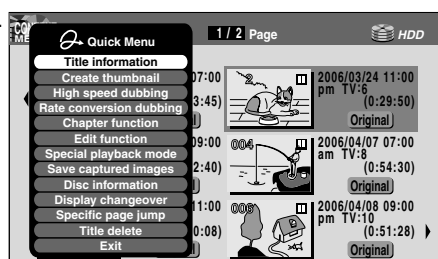 CON
ME
Quick Menu
1 / 2 Page
HDD
Title information
Create thumbnail
High speed dubbing
Rate conversion dubbing
Chapter function
Edit function
Special playback mode
Save captured images
Disc information
Display changeover
Specific page jump
Title delete
Exit
07:00
3:45)
2006/03/24 11:00
pm TV:6
(0:29:50)
Original
09:00
2:40)
004
2006/04/07 07:00
am TV:8
(0:54:30)
Original
11:00
0:08)
006
2006/04/08 09:00
pm TV:10
(0:51:28)
Original